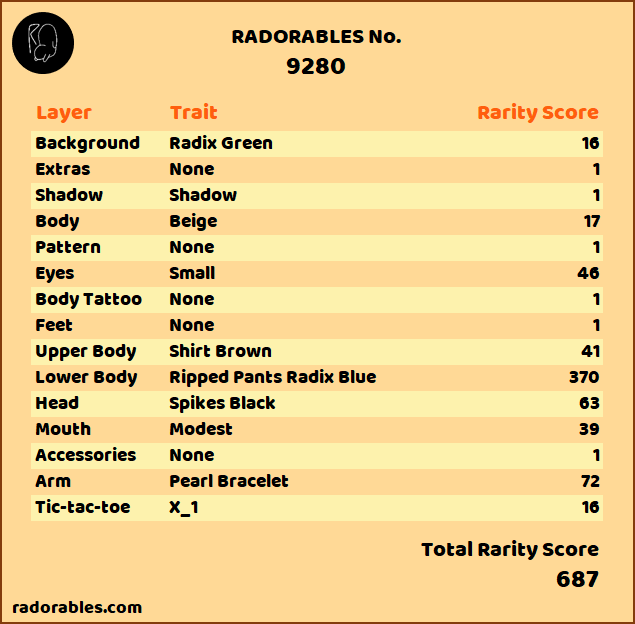 RADORABLES No.
9280
Layer Trait Rarity Score
Background Radix Green 16
Extras None 1
Shadow Shadow 1
Body Beige 17
Pattern None 1
Eyes Small 46
Body Tattoo None 1
Feet None 1
Upper Body Shirt Brown 41
Lower Body Ripped Pants Radix Blue 370
Head Spikes Black 63
Mouth Modest 39
Accessories None 1
Arm Pearl Bracelet 72
Tic-tac-toe X_1 16
Total Rarity Score
687
radorables.com